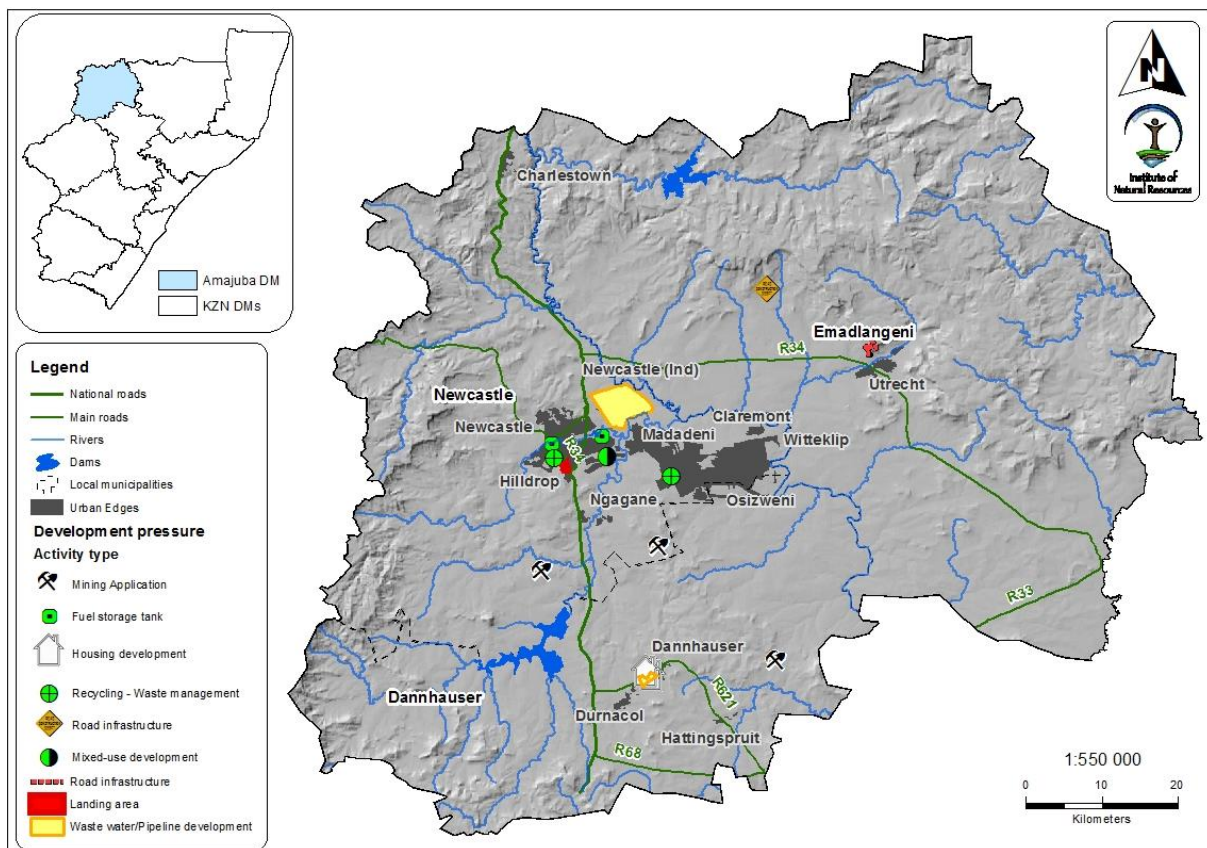 Amajuba DM
KZN DMs
N
Institute of
Natural Resources
Legend
National roads
Main roads
Rivers
Dams
Local municipalities
Urban Edges
Development pressure
Activity type
Mining Application
Fuel storage tank
Housing development
Recycling - Waste management
Road infrastructure
Mixed-use development
Road infrastructure
Landing area
Waste water/Pipeline development
Charlestown
Emadlangeni
R34
Utrecht
Newcastle (Ind)
Newcastle
Newcastle
Claremont
Madadeni
Witteklip
R34
Hilldrop
Ngagane
Osizweni
R33
Dannhauser
Dannhauser
R621
Durnacol
Hattingspruit
R68
1:550 000
0 10 20
Kilometers